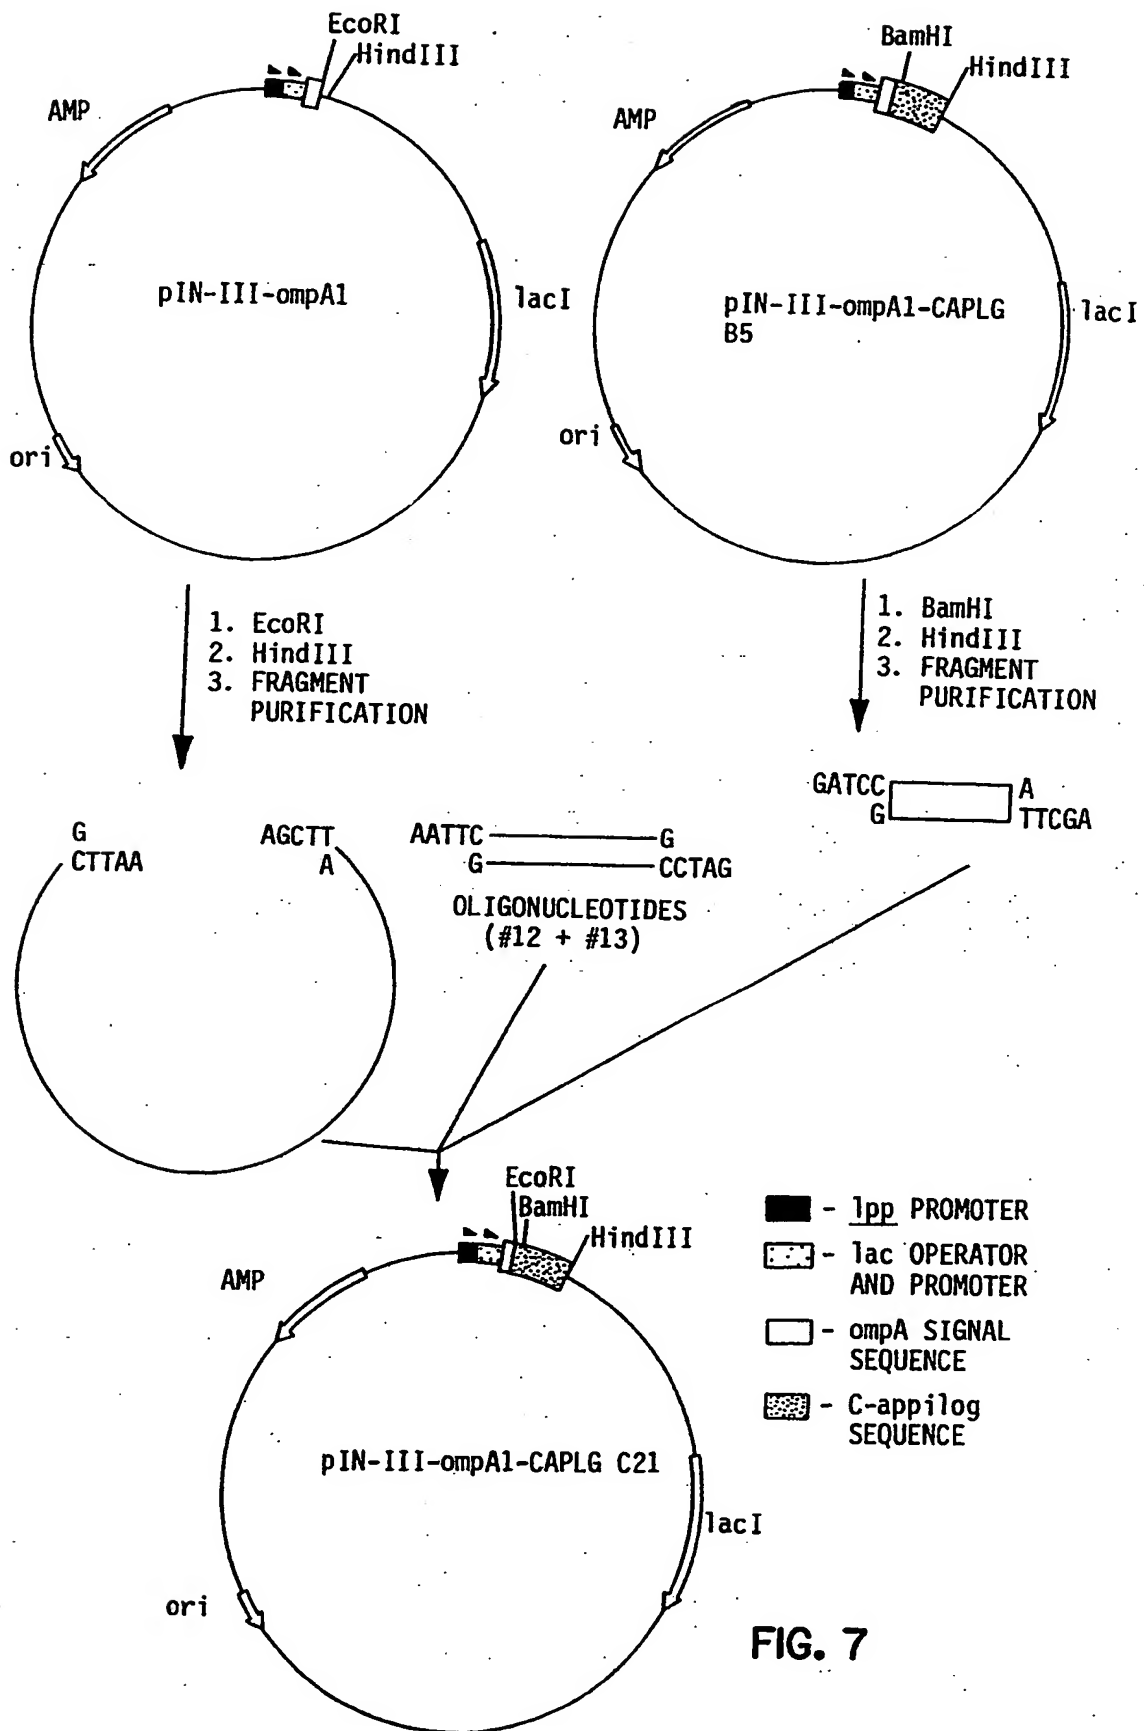 EcoRI
HindIII
AMP
pIN-III-ompA1
lacI
ori
BamHI
HindIII
AMP
pIN-III-ompA1-CAPLG
B5
lacI
ori
1. EcoRI
2. HindIII
3. FRAGMENT
PURIFICATION
1. BamHI
2. HindIII
3. FRAGMENT
PURIFICATION
G
CTTAA
AGCTT
A
AATTC G
G CCTAG
OLIGONUCLEOTIDES
(#12 + #13)
GATCC A
G TTCGA
EcoRI
BamHI
HindIII
AMP
pIN-III-ompA1-CAPLG C21
lacI
ori
- lpp PROMOTER
- lac OPERATOR
AND PROMOTER
- ompA SIGNAL
SEQUENCE
- C-appilog
SEQUENCE
FIG. 7